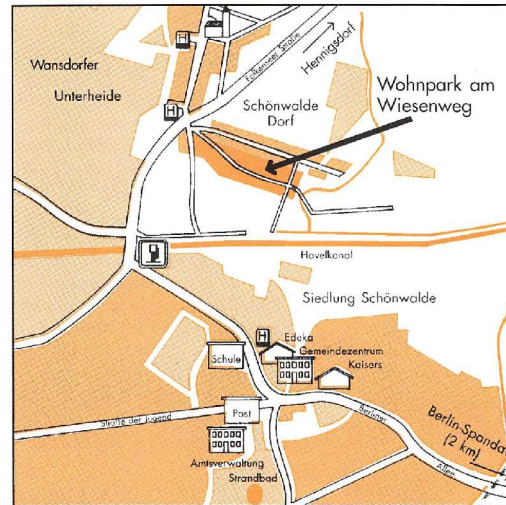 H
Wansdorfer
Unterheide
Falkenseer Straße
Hennigsdorf
Schönwalde
Dorf
Wohnpark am
Wiesenweg
H
Havelkanal
Siedlung Schönwalde
H
Edeka
Schule
Gemeindezentrum
Kaisers
Straße der Jugend
Post
Berliner
Allee
Berlin-Spanda
(2 km)
Amtsverwaltung
Strandbad